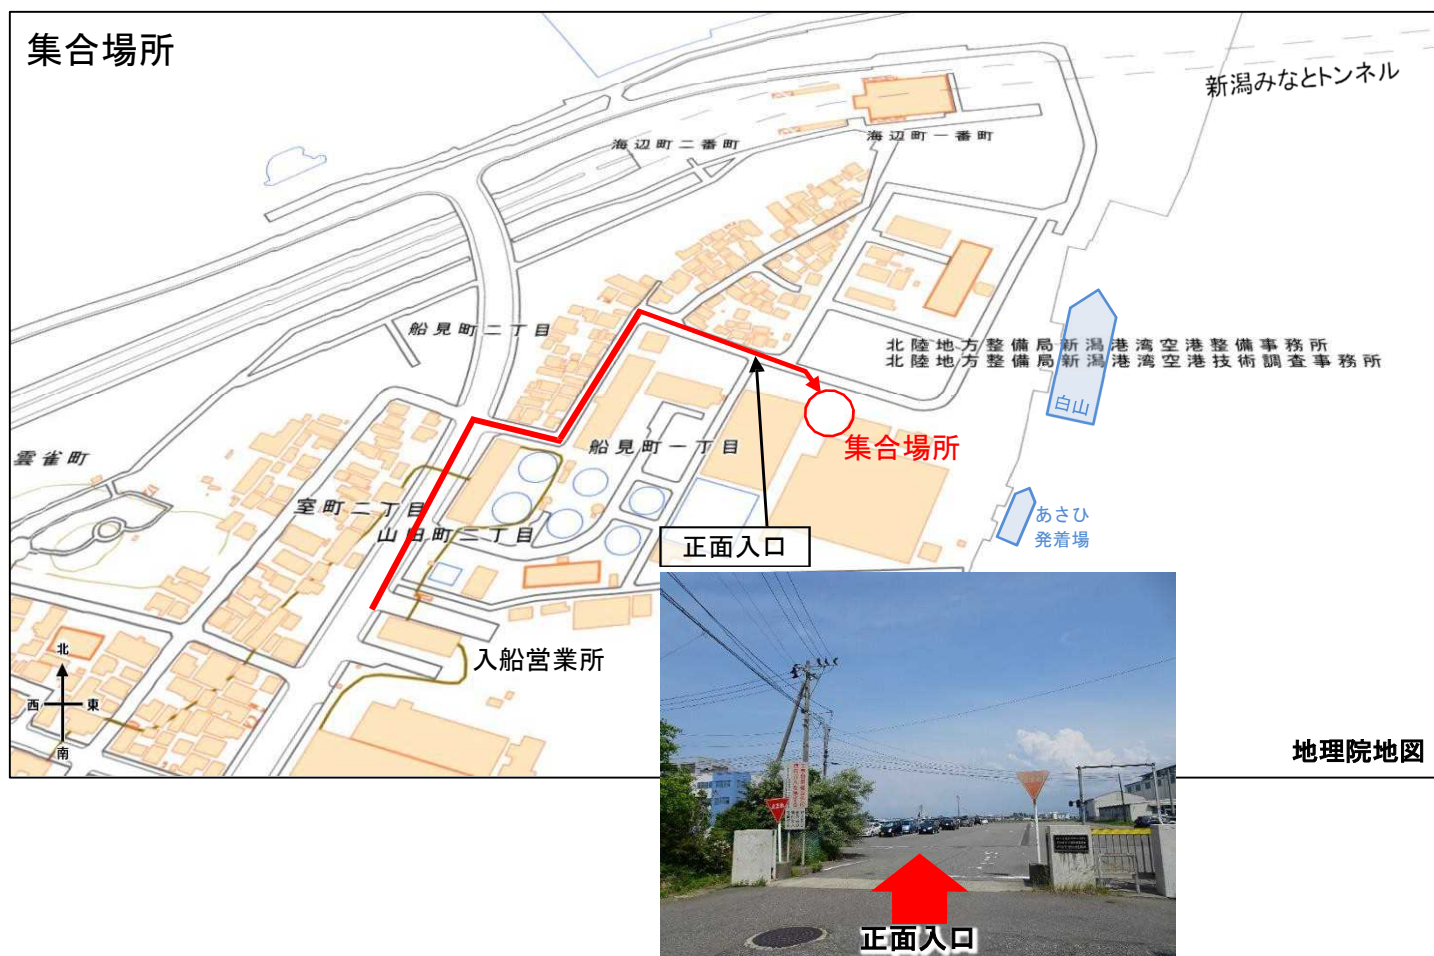 集合場所
新潟みなとトンネル
海辺町一番町
海辺町二番町
船見町二丁目
北陸地方整備局新潟港湾空港整備事務所
北陸地方整備局新潟港湾空港技術調査事務所
白山
船見町一丁目
集合場所
雲雀町
室町二丁目
山田町二丁目
あさひ
発着場
正面入口
入船営業所
北
西
東
南
地理院地図
正面入口